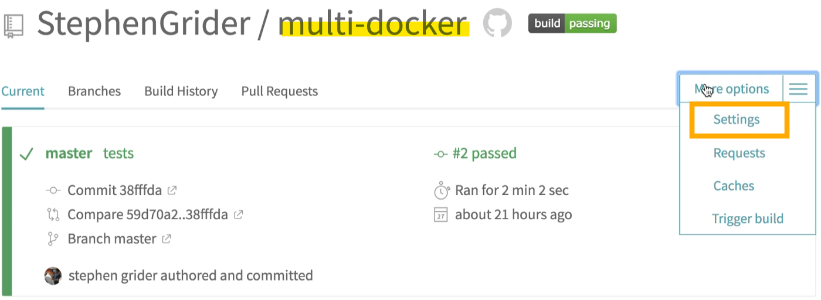 StephenGrider / multi-docker build passing
Current Branches Build History Pull Requests More options
Settings
Requests
Caches
Trigger build
master tests
Commit 38fffda
Compare 59d70a2..38fffda
Branch master
stephen grider authored and committed
#2 passed
Ran for 2 min 2 sec
27 about 21 hours ago